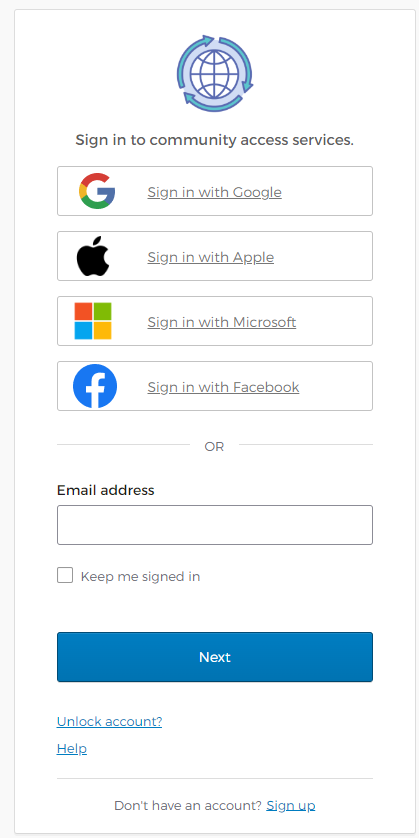 Sign in to community access services.
Sign in with Google
Sign in with Apple
Sign in with Microsoft
Sign in with Facebook
OR
Email address
Keep me signed in
Next
Unlock account?
Help
Don't have an account? Sign up